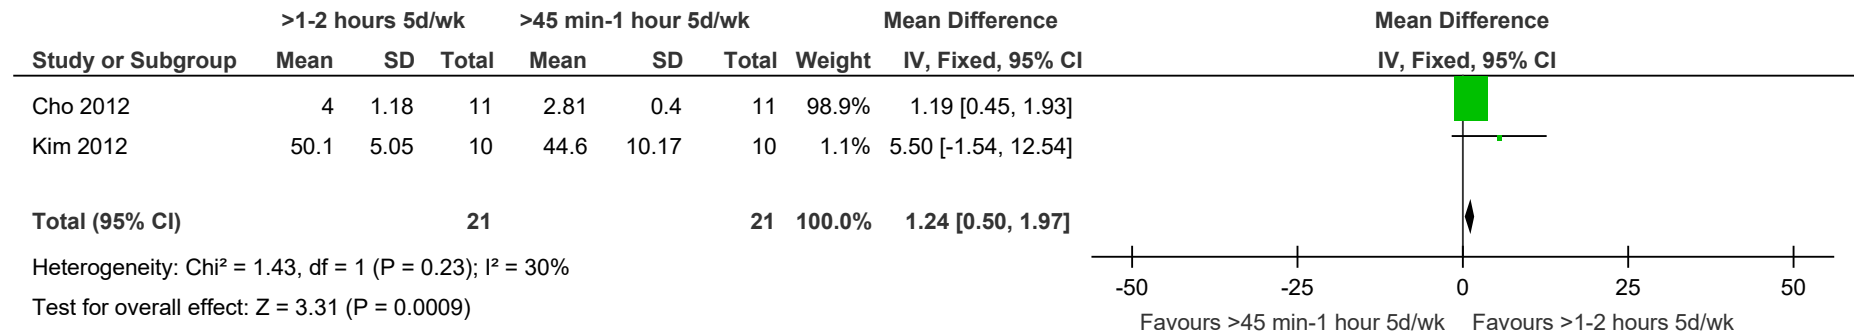 >1-2 hours 5d/wk >45 min-1 hour 5d/wk Mean Difference Mean Difference
Study or Subgroup Mean SD Total Mean SD Total Weight IV, Fixed, 95% CI IV, Fixed, 95% CI
Cho 2012 4 1.18 11 2.81 0.4 11 98.9% 1.19 [0.45, 1.93]
Kim 2012 50.1 5.05 10 44.6 10.17 10 1.1% 5.50 [-1.54, 12.54]
Total (95% CI) 21 21 100.0% 1.24 [0.50, 1.97]
Heterogeneity: Chi² = 1.43, df = 1 (P = 0.23); I² = 30%
Test for overall effect: Z = 3.31 (P = 0.0009)
-50 -25 0 25 50
Favours >45 min-1 hour 5d/wk Favours >1-2 hours 5d/wk